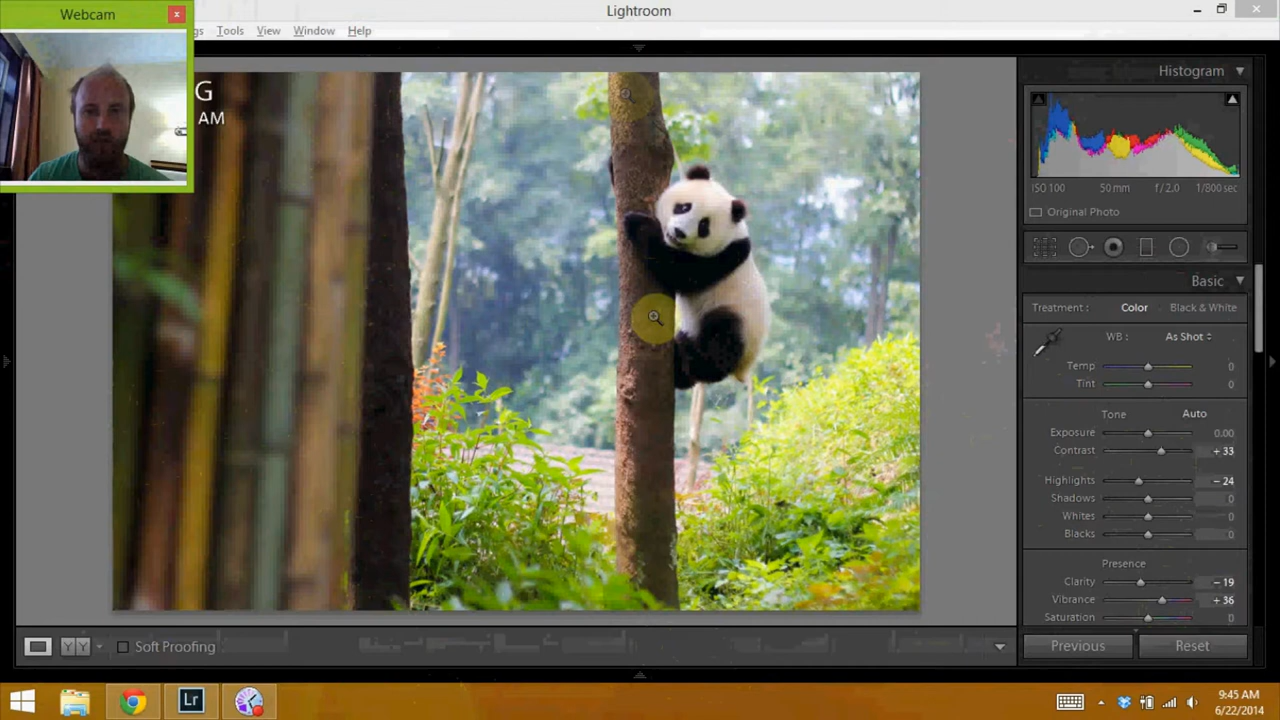 Webcam x
Lightroom
gs Tools View Window Help
G
AM
Histogram
ISO 100 50 mm f / 2.0 1/800 sec
Original Photo
Basic
Treatment : Color Black & White
WB : As Shot
Temp 0
Tint 0
Tone Auto
Exposure 0.00
Contrast + 33
Highlights − 24
Shadows 0
Whites 0
Blacks 0
Presence
Clarity − 19
Vibrance + 36
Saturation 0
Soft Proofing
Previous Reset
Lr
9:45 AM
6/22/2014